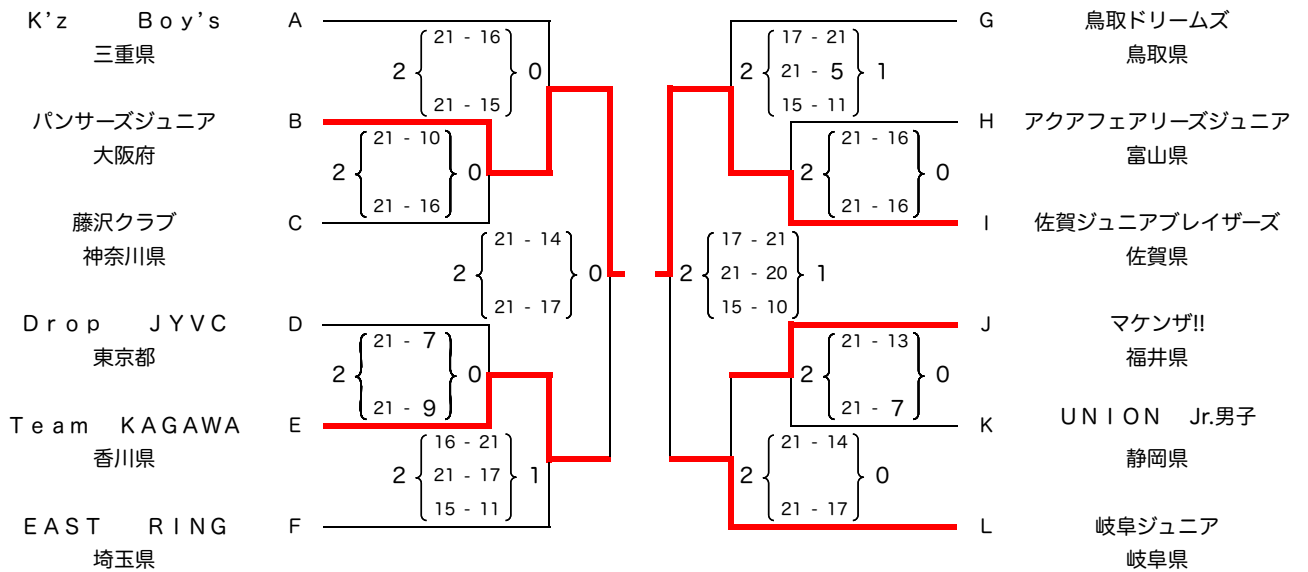 K'z Boy's A
三重県
21 - 16
2 0
21 - 15
パンサーズジュニア B
大阪府
21 - 10
2 0
21 - 16
藤沢クラブ C
神奈川県
21 - 14
2 0
21 - 17
Drop JYVC D
東京都
21 - 7
2 0
21 - 9
Team KAGAWA E
香川県
16 - 21
2 21 - 17 1
15 - 11
EAST RING F
埼玉県
G 鳥取ドリームズ
鳥取県
17 - 21
2 21 - 5 1
15 - 11
H アクアフェアリーズジュニア
富山県
21 - 16
2 0
21 - 16
I 佐賀ジュニアブレイザーズ
佐賀県
17 - 21
2 21 - 20 1
15 - 10
J マケンザ!!
福井県
21 - 13
2 0
21 - 7
K UNION Jr.男子
静岡県
21 - 14
2 0
21 - 17
L 岐阜ジュニア
岐阜県